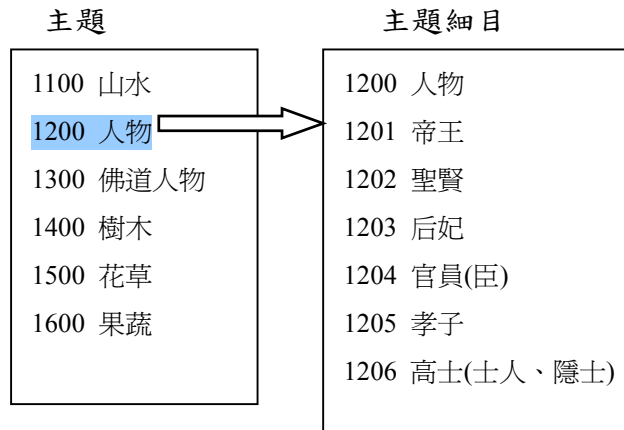 主題
1100 山水
1200 人物
1300 佛道人物
1400 樹木
1500 花草
1600 果蔬
主題細目
1200 人物
1201 帝王
1202 聖賢
1203 后妃
1204 官員(臣)
1205 孝子
1206 高士(士人、隱士)